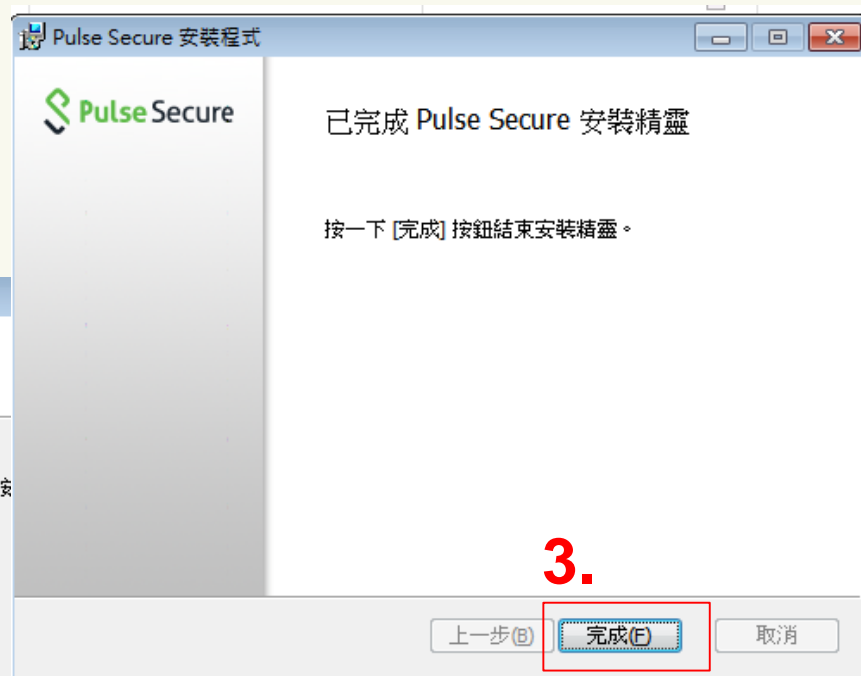 Pulse Secure 安裝程式
Pulse Secure
已完成 Pulse Secure 安裝精靈
按一下 [完成] 按鈕結束安裝精靈。
3.
上一步(B)
完成(F)
取消